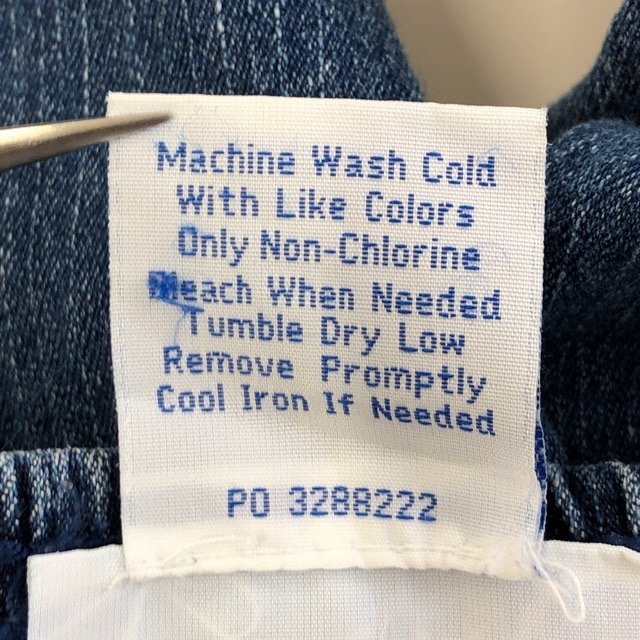 Machine Wash Cold
With Like Colors
Only Non-Chlorine
Bleach When Needed
Tumble Dry Low
Remove Promptly
Cool Iron If Needed
PO 3288222